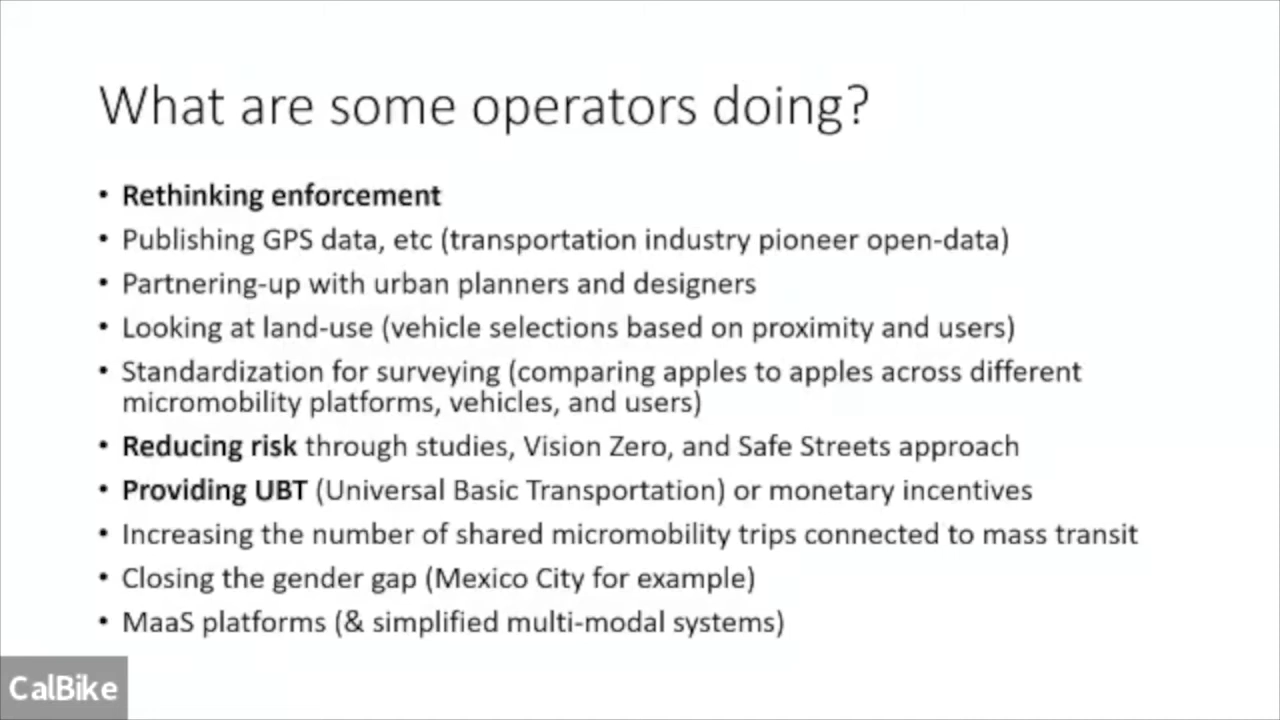 What are some operators doing?
• Rethinking enforcement
• Publishing GPS data, etc (transportation industry pioneer open-data)
• Partnering-up with urban planners and designers
• Looking at land-use (vehicle selections based on proximity and users)
• Standardization for surveying (comparing apples to apples across different
micromobility platforms, vehicles, and users)
• Reducing risk through studies, Vision Zero, and Safe Streets approach
• Providing UBT (Universal Basic Transportation) or monetary incentives
• Increasing the number of shared micromobility trips connected to mass transit
• Closing the gender gap (Mexico City for example)
• MaaS platforms (& simplified multi-modal systems)
CalBike